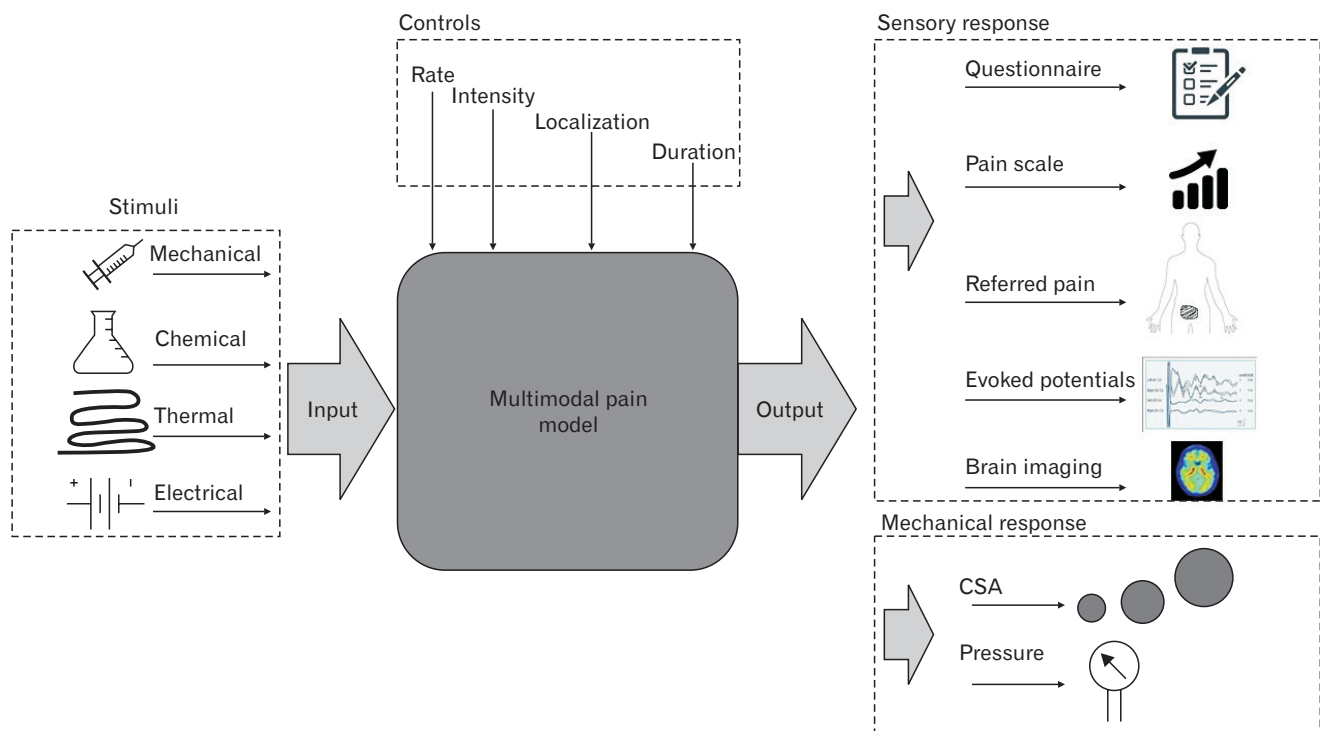 Controls
Rate
Intensity
Localization
Duration
Stimuli
Mechanical
Chemical
Thermal
+
Electrical
Input
Multimodal pain
model
Output
Sensory response
Questionnaire
Pain scale
Referred pain
Evoked potentials
Brain imaging
Mechanical response
CSA
Pressure